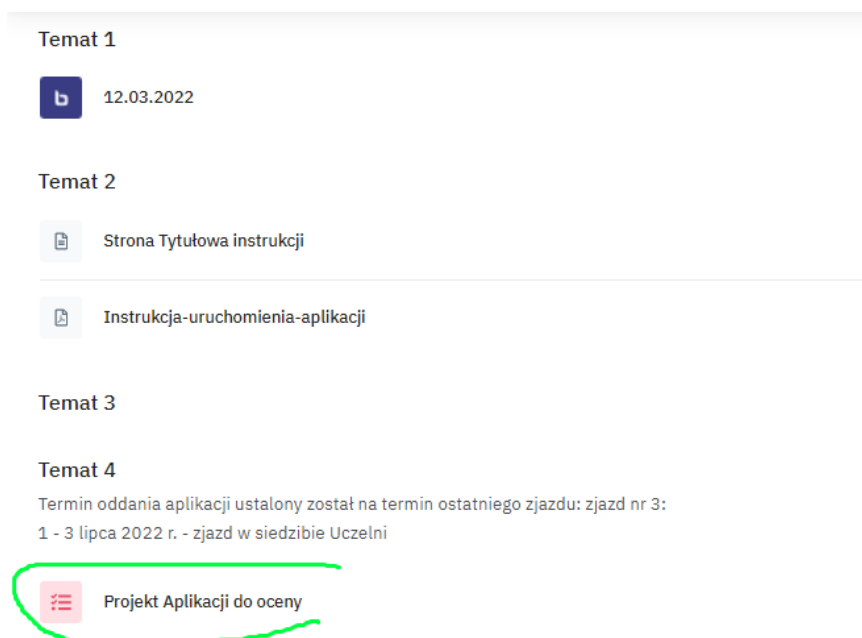 Temat 1
b 12.03.2022
Temat 2
Strona Tytułowa instrukcji
Instrukcja-uruchomienia-aplikacji
Temat 3
Temat 4
Termin oddania aplikacji ustalony został na termin ostatniego zjazdu: zjazd nr 3:
1 - 3 lipca 2022 r. - zjazd w siedzibie Uczelni
Projekt Aplikacji do oceny